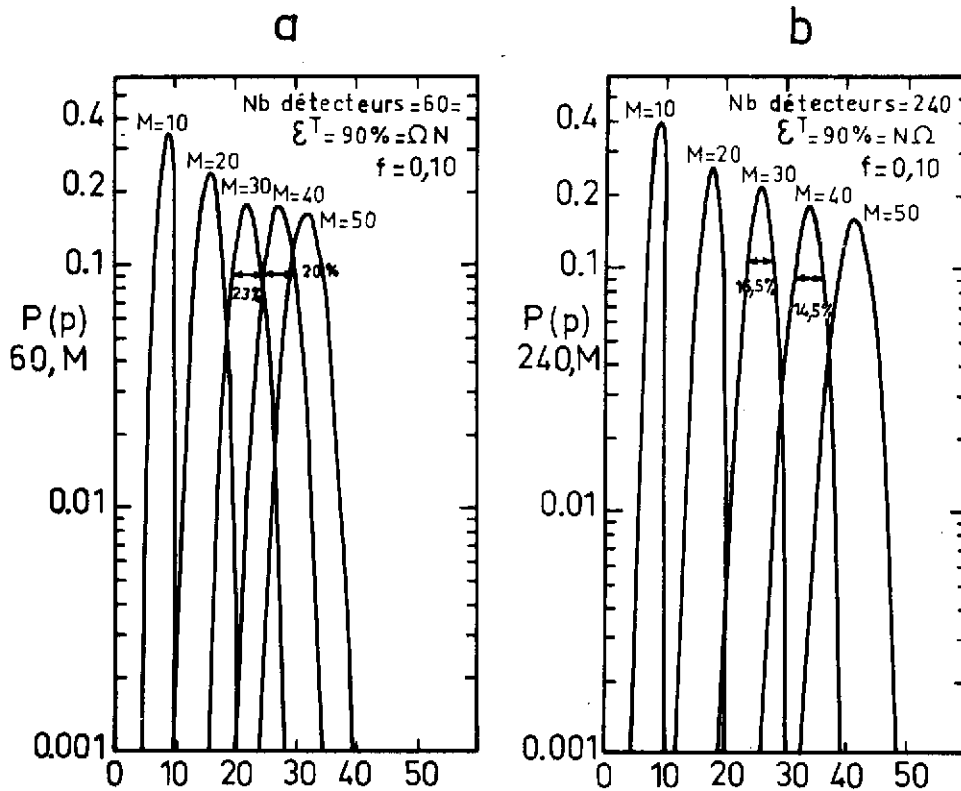 a
Nb détecteurs=60=
ƐT = 90% = Ω N
f = 0,10
M=10
M=20
M=30
M=40
M=50
23%
20%
0.4
0.2
0.1
0.01
0.001
P(p)
60,M
0 10 20 30 40 50
b
Nb détecteurs=240
ƐT = 90% = NΩ
f = 0,10
M=10
M=20
M=30
M=40
M=50
16,5%
14,5%
0.4
0.2
0.1
0.01
0.001
P(p)
240,M
0 10 20 30 40 50